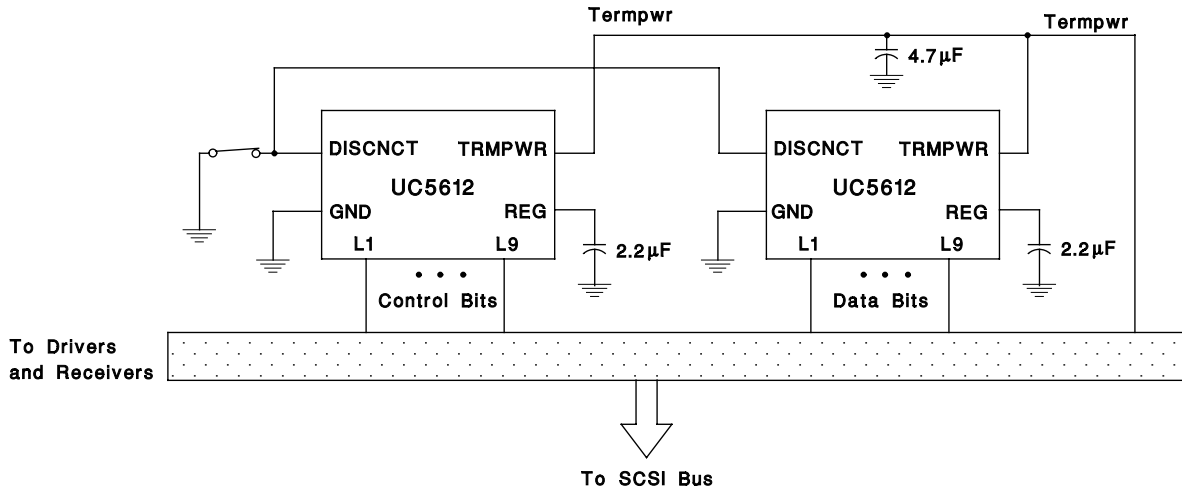 Termpwr
Termpwr
4.7µF
DISCNCT TRMPWR
UC5612
GND REG
L1 L9
2.2µF
Control Bits
DISCNCT TRMPWR
UC5612
GND REG
L1 L9
2.2µF
Data Bits
To Drivers
and Receivers
To SCSI Bus